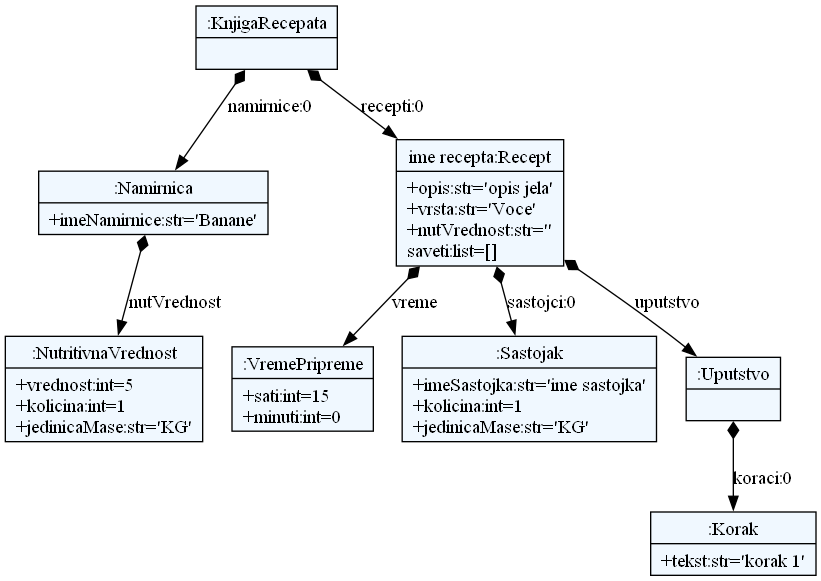 :KnjigaRecepata
namirnice:0
recepti:0
:Namirnica
+imeNamirnice:str='Banane'
ime recepta:Recept
+opis:str='opis jela'
+vrsta:str='Voce'
+nutVrednost:str=''
saveti:list=[]
nutVrednost
vreme
sastojci:0
uputstvo
:NutritivnaVrednost
+vrednost:int=5
+kolicina:int=1
+jedinicaMase:str='KG'
:VremePripreme
+sati:int=15
+minuti:int=0
:Sastojak
+imeSastojka:str='ime sastojka'
+kolicina:int=1
+jedinicaMase:str='KG'
:Uputstvo
koraci:0
:Korak
+tekst:str='korak 1'